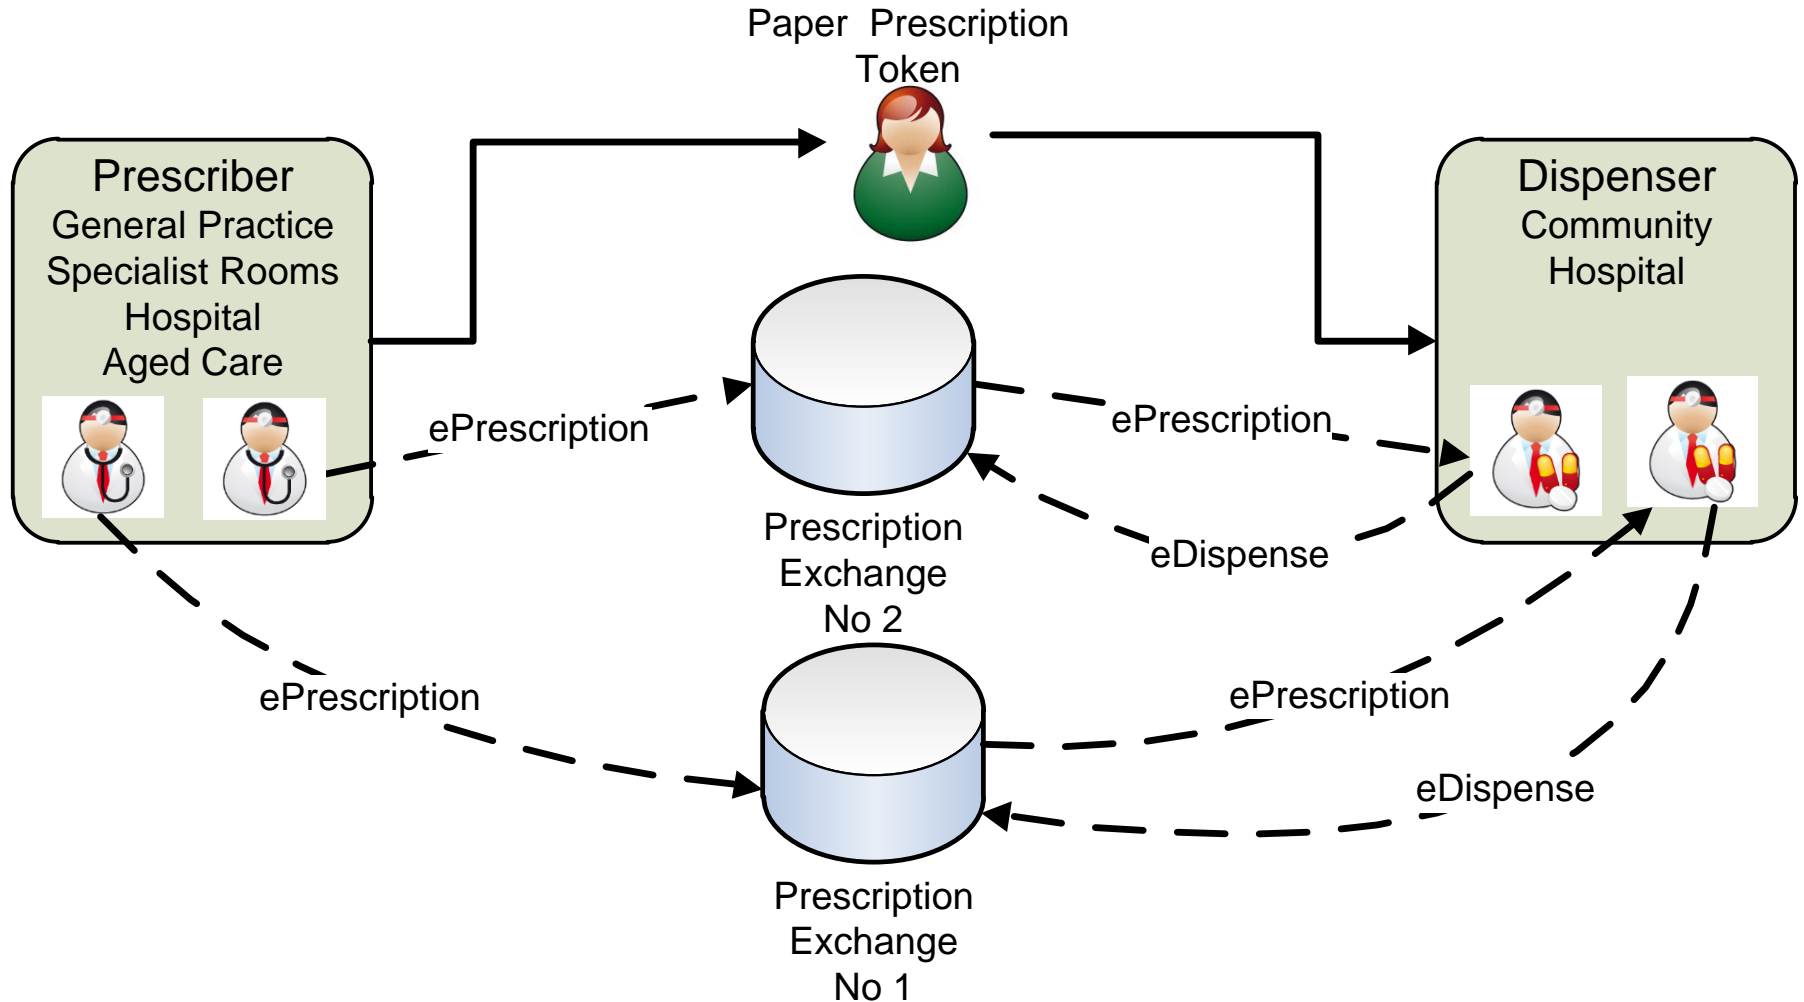 Paper Prescription
Token
Prescriber
General Practice
Specialist Rooms
Hospital
Aged Care
Dispenser
Community
Hospital
ePrescription
ePrescription
Prescription
Exchange
No 2
eDispense
ePrescription
ePrescription
eDispense
Prescription
Exchange
No 1